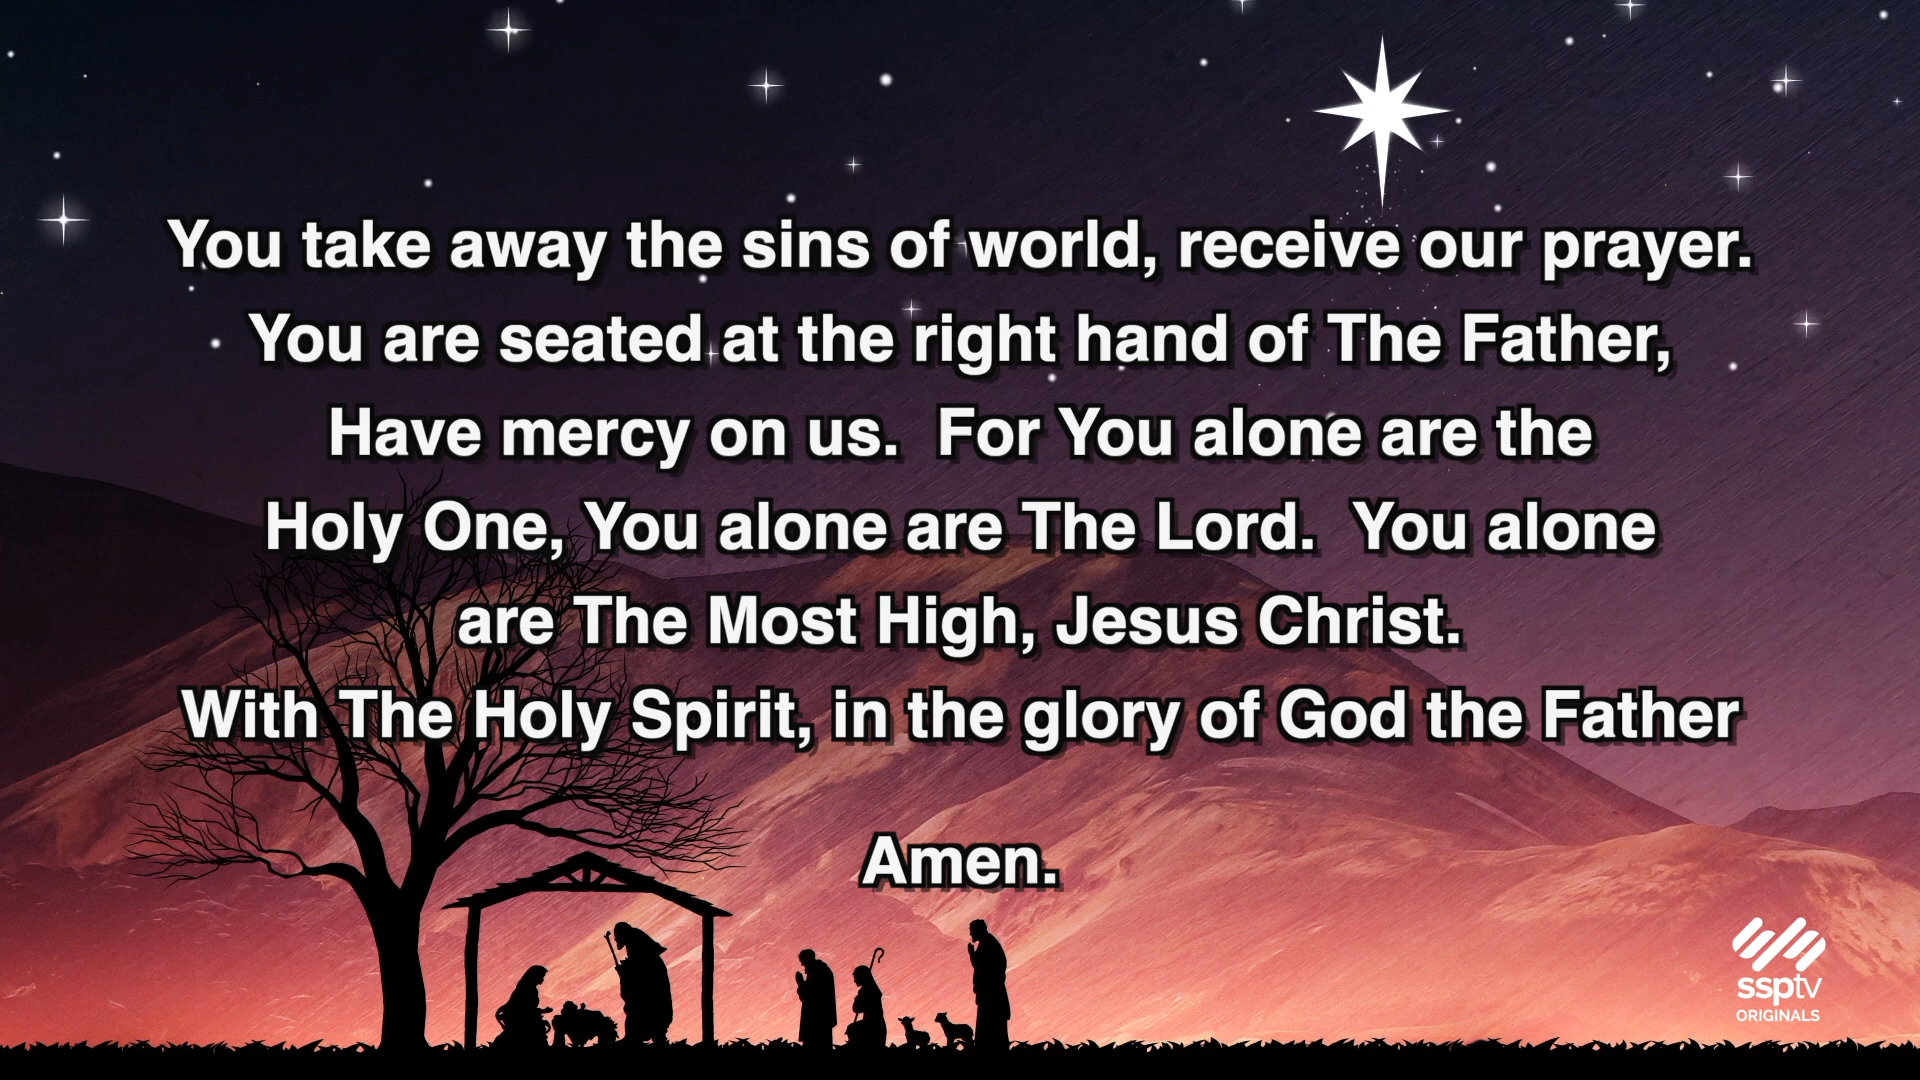 You take away the sins of world, receive our prayer.
You are seated at the right hand of The Father,
Have mercy on us.  For You alone are the
Holy One, You alone are The Lord.  You alone
are The Most High, Jesus Christ.
With The Holy Spirit, in the glory of God the Father
Amen.
ssptv
ORIGINALS